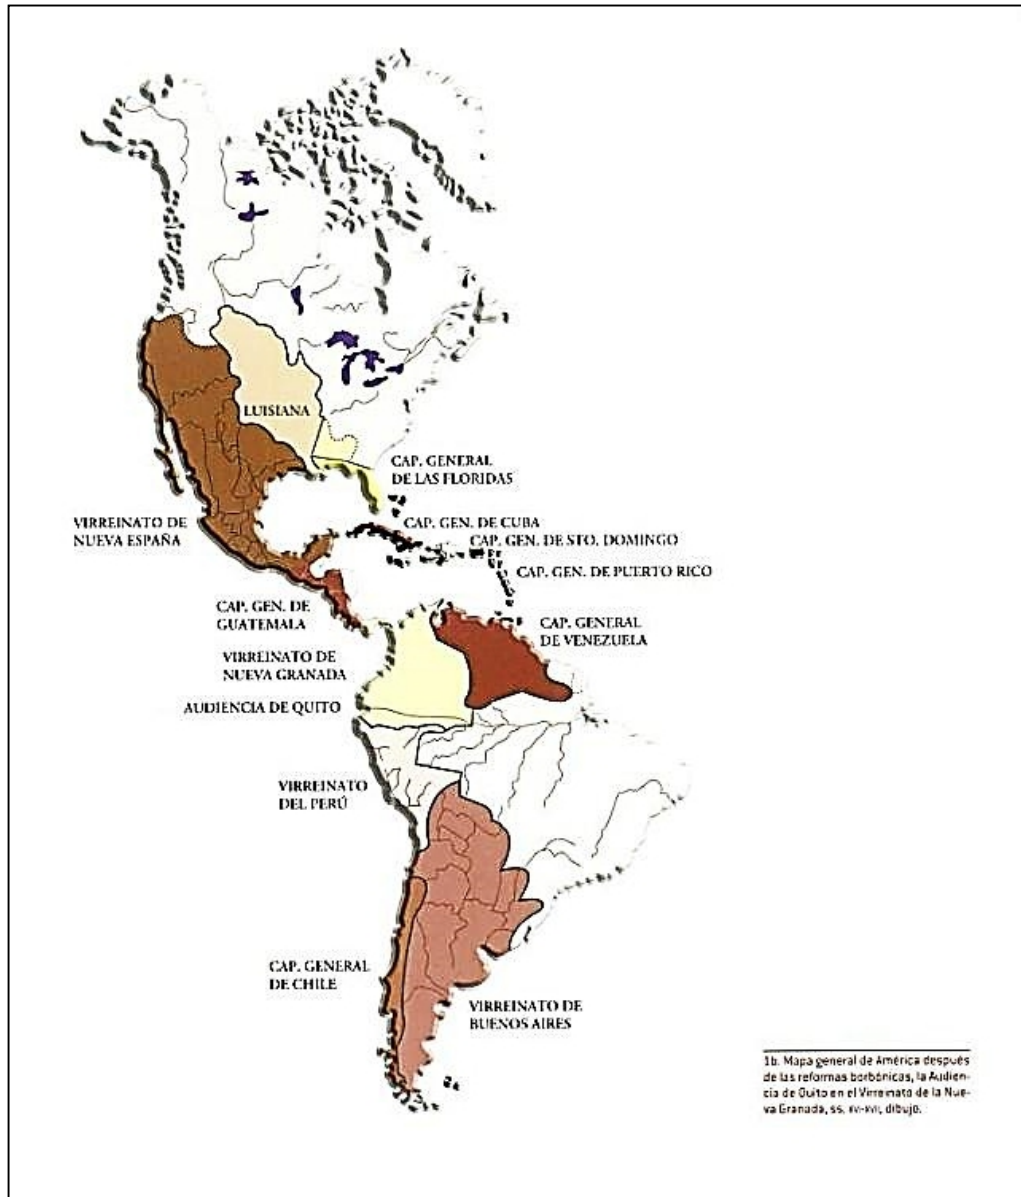 LUISIANA
CAP. GENERAL
DE LAS FLORIDAS
VIRREINATO DE
NUEVA ESPAÑA
CAP. GEN. DE CUBA
CAP. GEN. DE STO. DOMINGO
CAP. GEN. DE PUERTO RICO
CAP. GEN. DE
GUATEMALA
CAP. GENERAL
DE VENEZUELA
VIRREINATO DE
NUEVA GRANADA
AUDIENCIA DE QUITO
VIRREINATO
DEL PERÚ
CAP. GENERAL
DE CHILE
VIRREINATO DE
BUENOS AIRES
1b. Mapa general de América después
de las reformas borbónicas, la Audien-
cia de Quito en el Virreinato de la Nue-
va Granada, ss. XVI-XVII, dibujo.